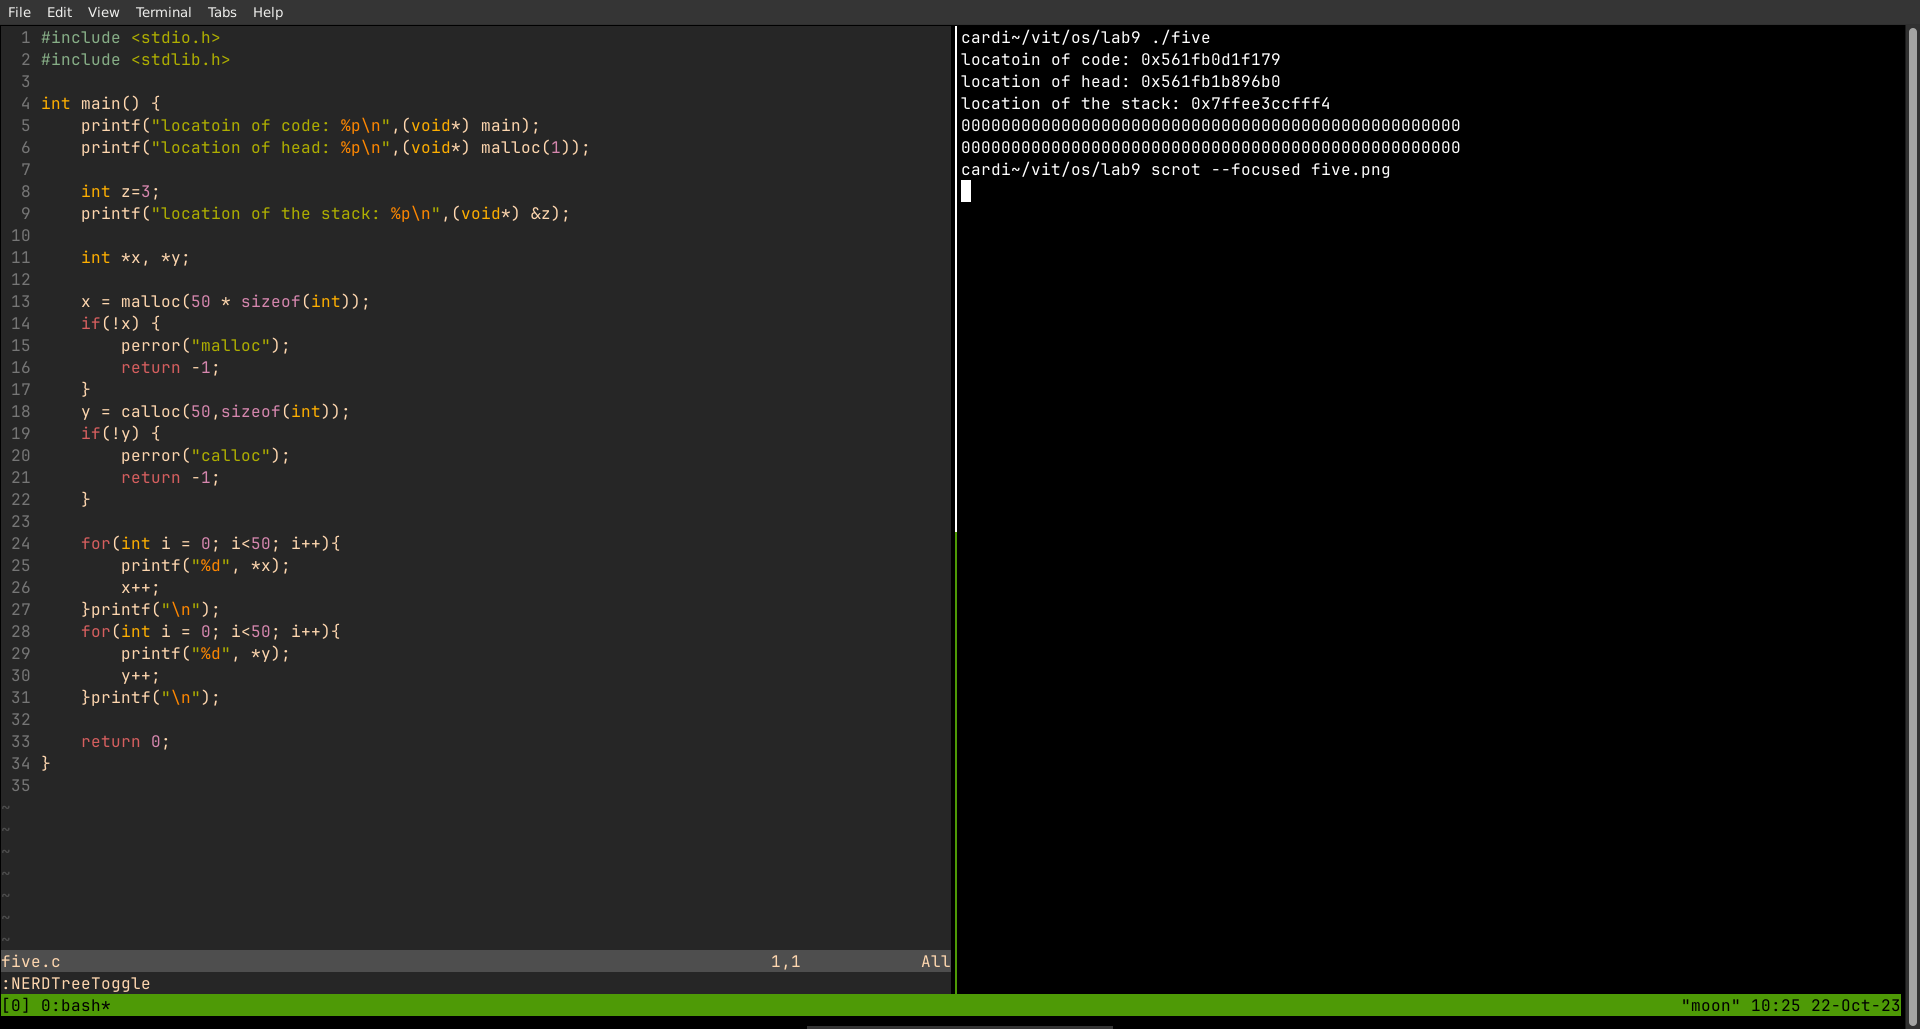 File Edit View Terminal Tabs Help
1 #include <stdio.h>
2 #include <stdlib.h>
3
4 int main() {
5     printf("locatoin of code: %p\n",(void*) main);
6     printf("location of head: %p\n",(void*) malloc(1));
7
8     int z=3;
9     printf("location of the stack: %p\n",(void*) &z);
10
11     int *x, *y;
12
13     x = malloc(50 * sizeof(int));
14     if(!x) {
15         perror("malloc");
16         return -1;
17     }
18     y = calloc(50,sizeof(int));
19     if(!y) {
20         perror("calloc");
21         return -1;
22     }
23
24     for(int i = 0; i<50; i++){
25         printf("%d", *x);
26         x++;
27     }printf("\n");
28     for(int i = 0; i<50; i++){
29         printf("%d", *y);
30         y++;
31     }printf("\n");
32
33     return 0;
34 }
35
~
~
~
~
~
~
~
five.c 1,1 All
:NERDTreeToggle
cardi~/vit/os/lab9 ./five
locatoin of code: 0x561fb0d1f179
location of head: 0x561fb1b896b0
location of the stack: 0x7ffee3ccfff4
00000000000000000000000000000000000000000000000000
00000000000000000000000000000000000000000000000000
cardi~/vit/os/lab9 scrot --focused five.png
[0] 0:bash* "moon" 10:25 22-Oct-23